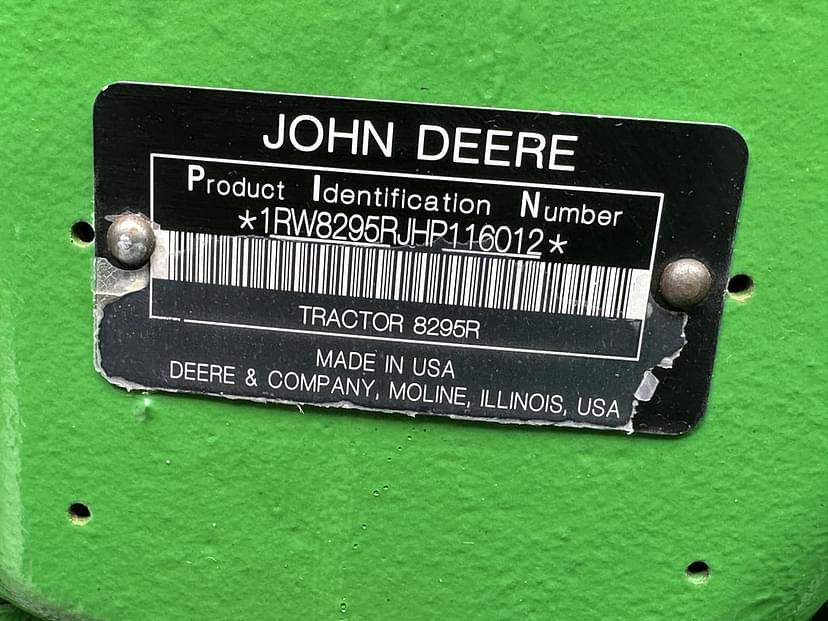 JOHN DEERE
Product Identification Number
*1RW8295RJHP116012*
TRACTOR 8295R
MADE IN USA
DEERE & COMPANY, MOLINE, ILLINOIS, USA